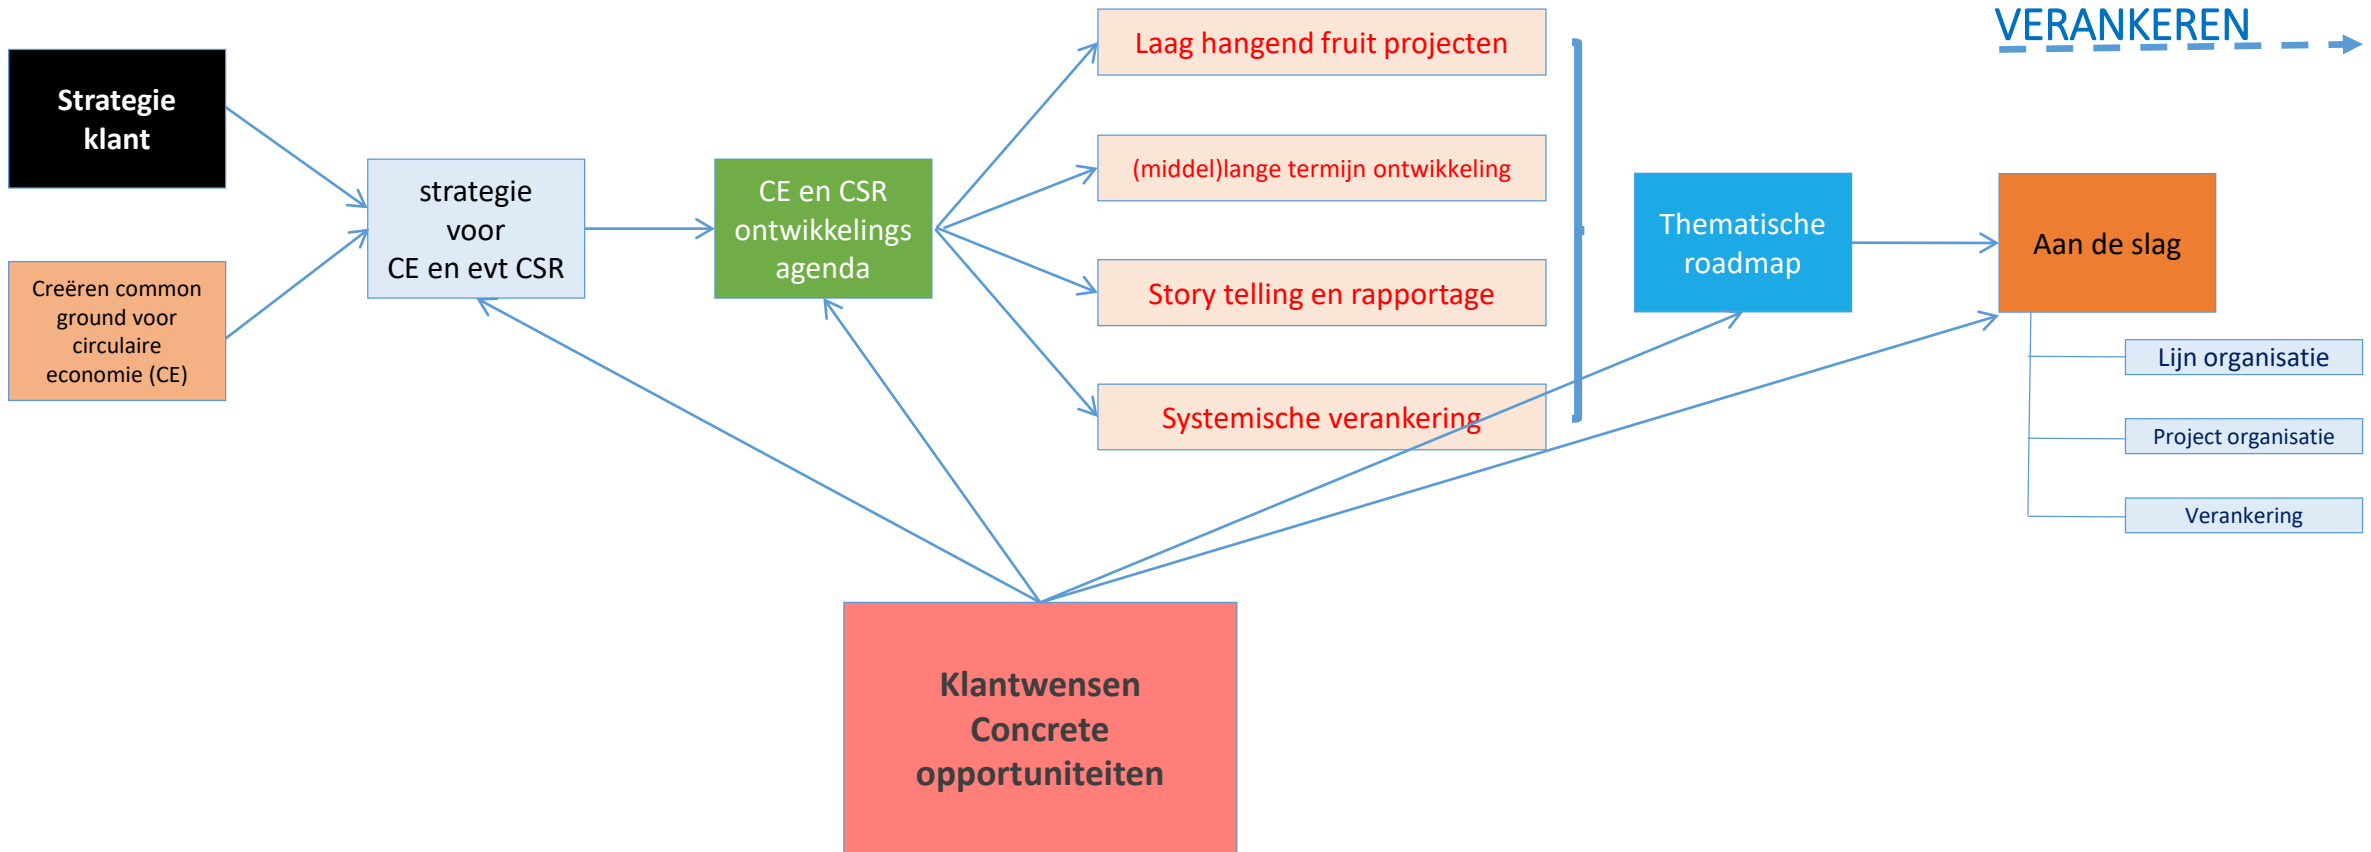 Strategie
klant
Creëren common
ground voor
circulaire
economie (CE)
strategie
voor
CE en evt CSR
CE en CSR
ontwikkelings
agenda
Laag hangend fruit projecten
(middel)lange termijn ontwikkeling
Story telling en rapportage
Systemische verankering
Thematische
roadmap
VERANKEREN
Aan de slag
Lijn organisatie
Project organisatie
Verankering
Klantwensen
Concrete
opportuniteiten